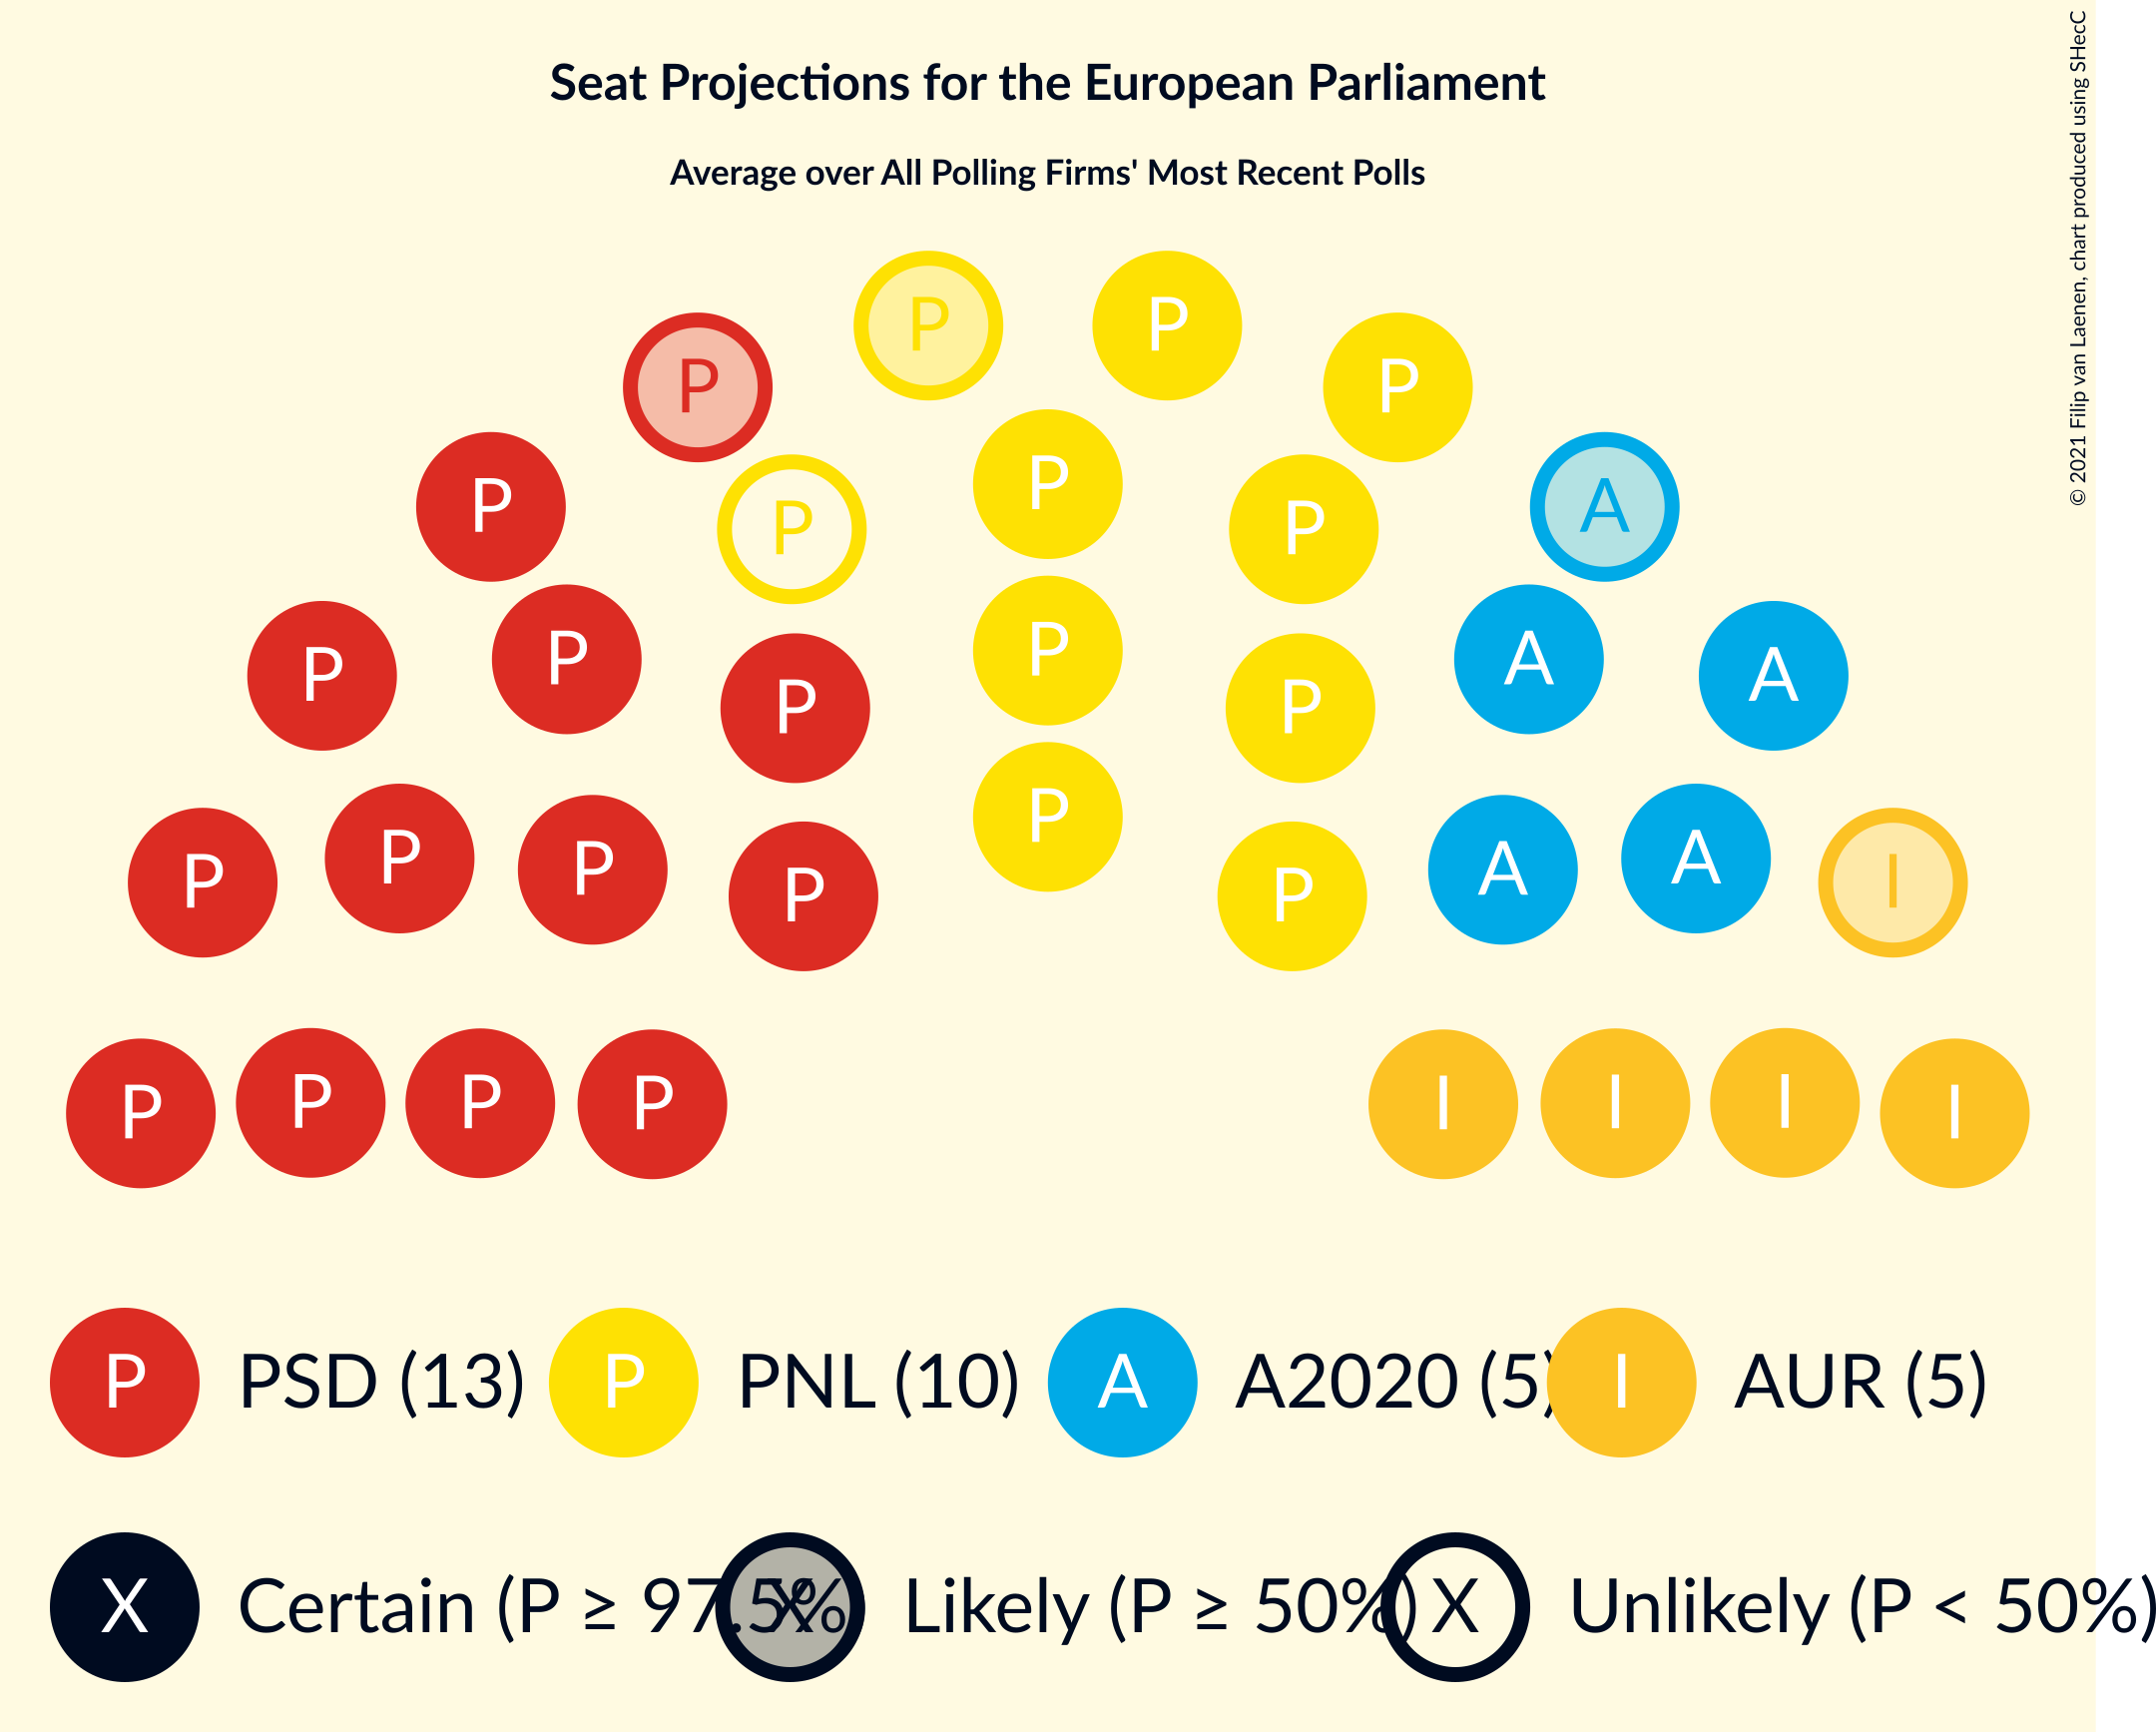 Seat Projections for the European Parliament
Average over All Polling Firms' Most Recent Polls
© 2021 Filip van Laenen, chart produced using SHecC
P P
P P
P A
P P P
P A
P A
P P P
P P
P P P A A I
P P
P P P P I I I I
P PSD (13) P PNL (10) A A2020 (5) I AUR (5)
X Certain (P ≥ 97.5% X Likely (P ≥ 50%) X Unlikely (P < 50%)